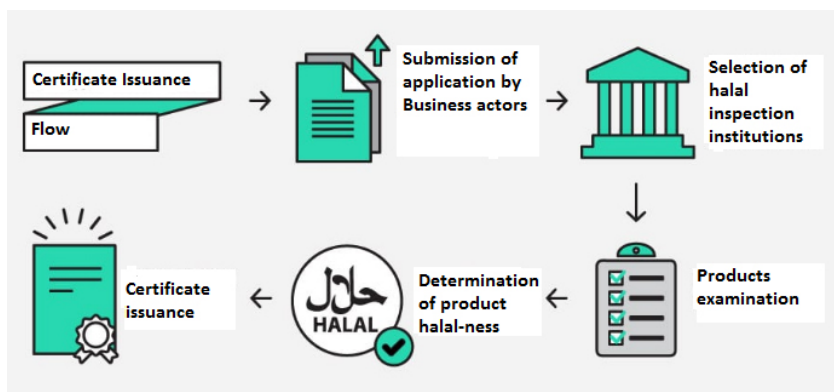 Certificate Issuance
Flow
Submission of
application by
Business actors
Selection of
halal
inspection
institutions
Products
examination
Determination
of product
halal-ness
حلال
HALAL
Certificate
issuance